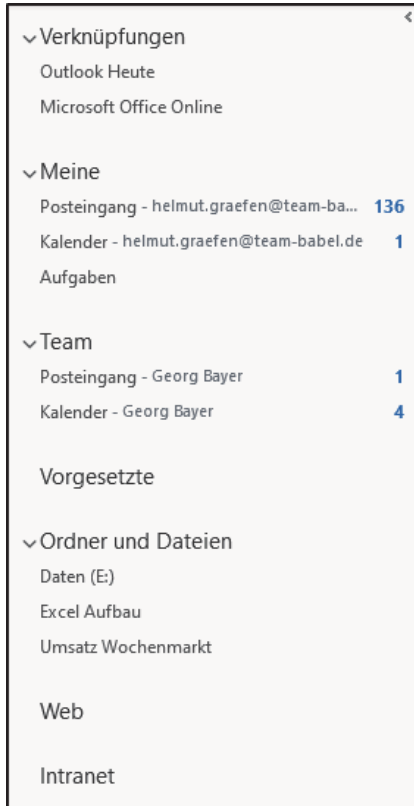 Verknüpfungen
Outlook Heute
Microsoft Office Online
Meine
Posteingang - helmut.graefen@team-ba... 136
Kalender - helmut.graefen@team-babel.de 1
Aufgaben
Team
Posteingang - Georg Bayer 1
Kalender - Georg Bayer 4
Vorgesetzte
Ordner und Dateien
Daten (E:)
Excel Aufbau
Umsatz Wochenmarkt
Web
Intranet